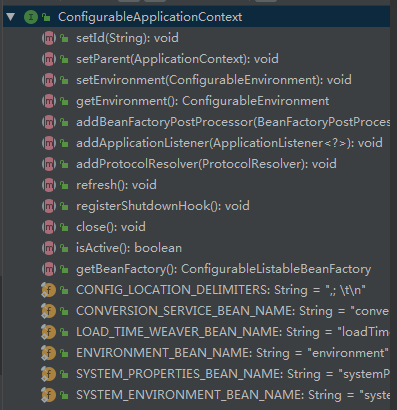 ConfigurableApplicationContext
setId(String): void
setParent(ApplicationContext): void
setEnvironment(ConfigurableEnvironment): void
getEnvironment(): ConfigurableEnvironment
addBeanFactoryPostProcessor(BeanFactoryPostProces
addApplicationListener(ApplicationListener<?>): void
addProtocolResolver(ProtocolResolver): void
refresh(): void
registerShutdownHook(): void
close(): void
isActive(): boolean
getBeanFactory(): ConfigurableListableBeanFactory
CONFIG_LOCATION_DELIMITERS: String = ",; \t\n"
CONVERSION_SERVICE_BEAN_NAME: String = "conve
LOAD_TIME_WEAVER_BEAN_NAME: String = "loadTim
ENVIRONMENT_BEAN_NAME: String = "environment"
SYSTEM_PROPERTIES_BEAN_NAME: String = "systemP
SYSTEM_ENVIRONMENT_BEAN_NAME: String = "syste